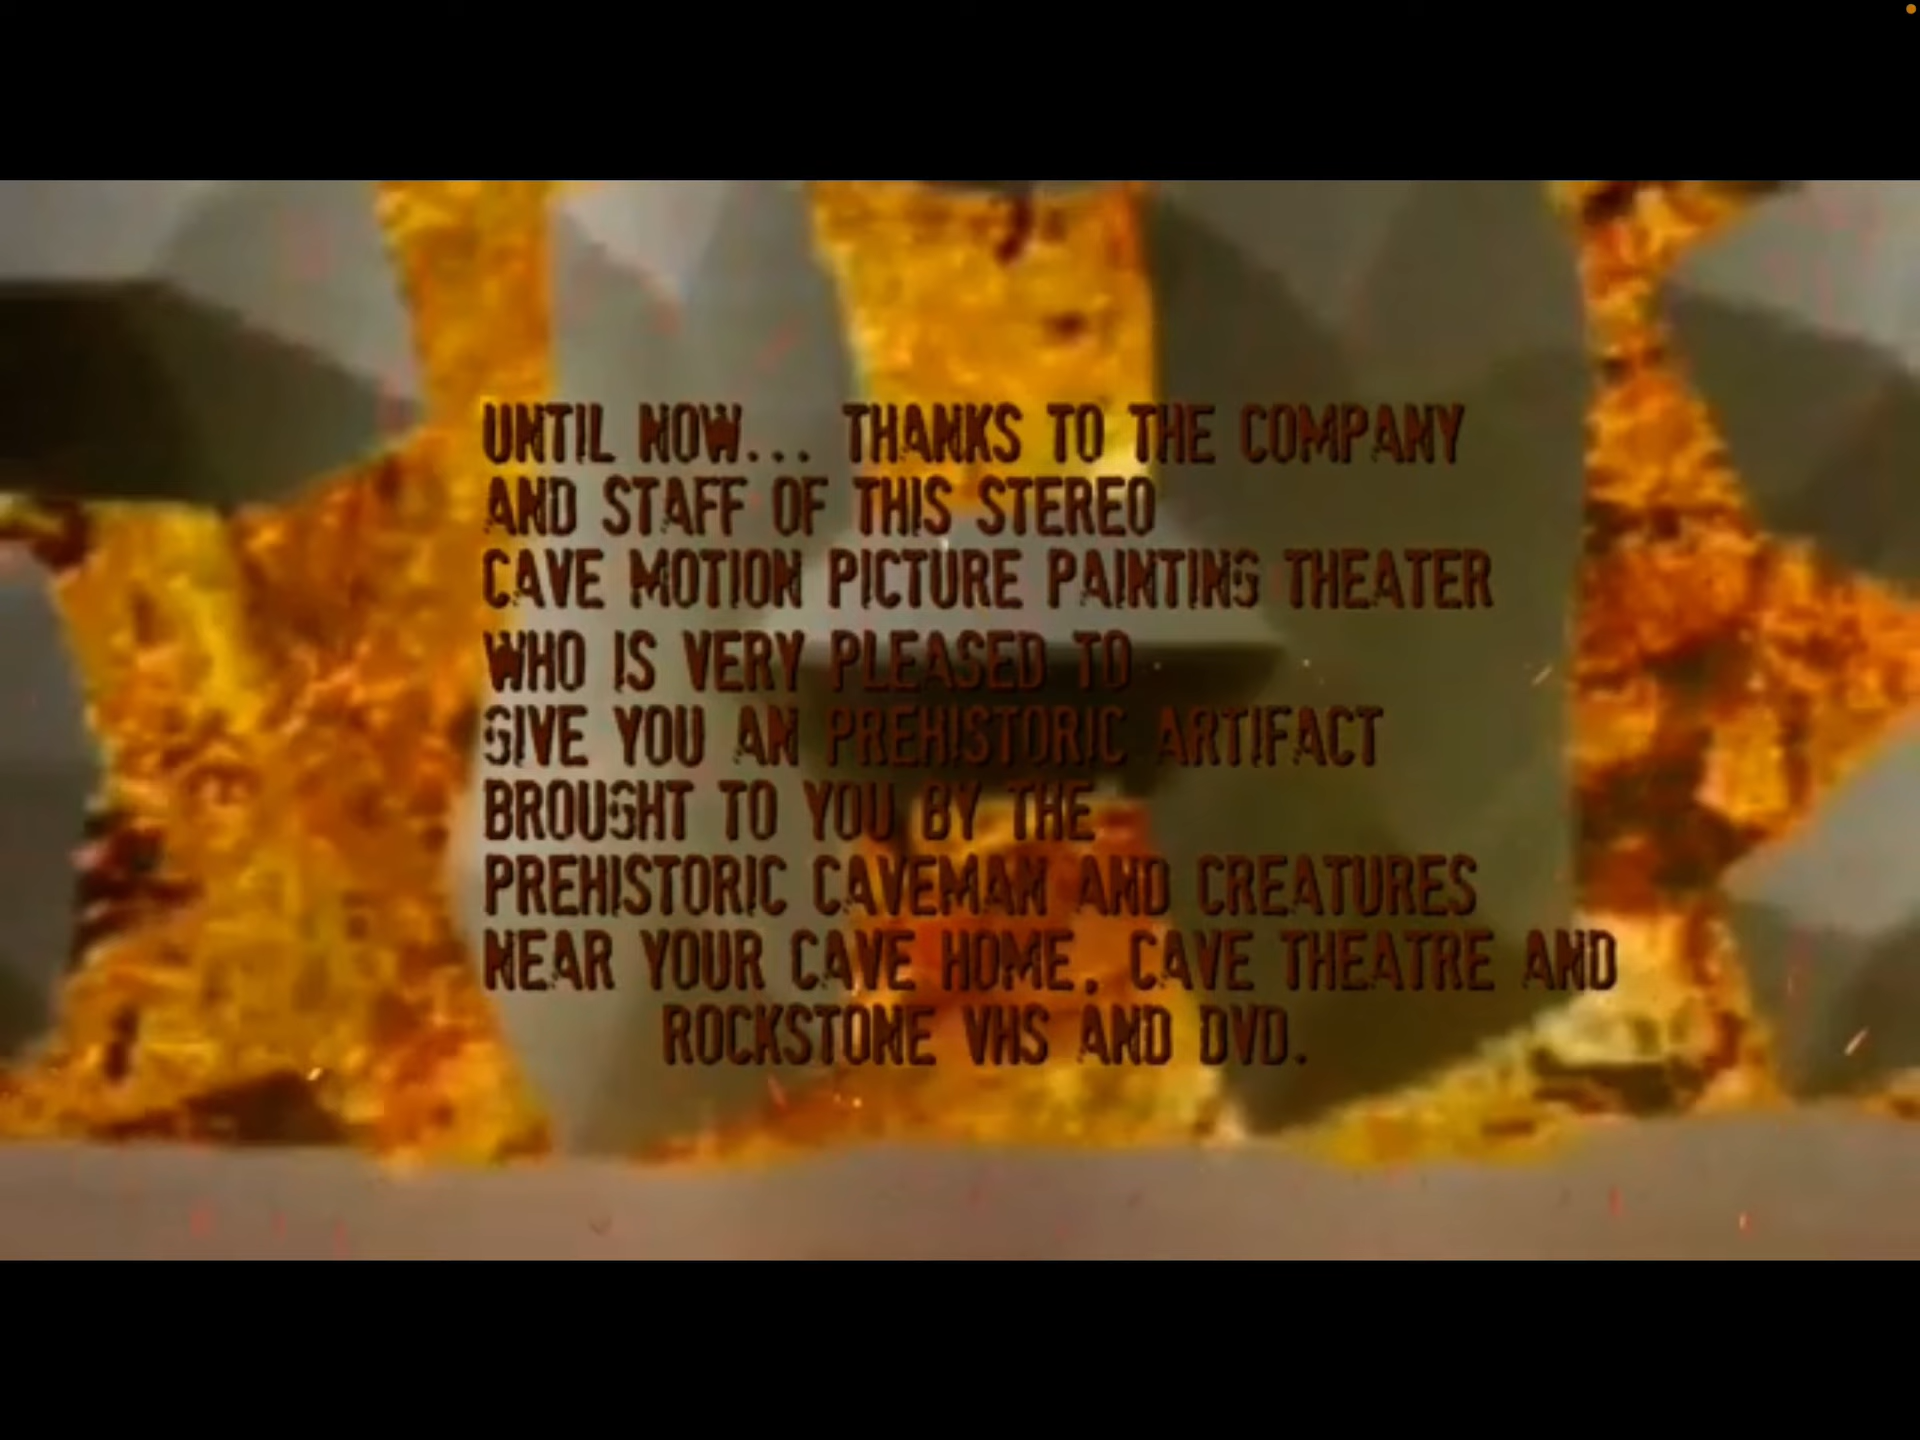 UNTIL NOW... THANKS TO THE COMPANY
AND STAFF OF THIS STEREO
CAVE MOTION PICTURE PAINTING THEATER
WHO IS VERY PLEASED TO
GIVE YOU AN PREHISTORIC ARTIFACT
BROUGHT TO YOU BY THE
PREHISTORIC CAVEMAN AND CREATURES
NEAR YOUR CAVE HOME, CAVE THEATRE AND
ROCKSTONE VHS AND DVD.